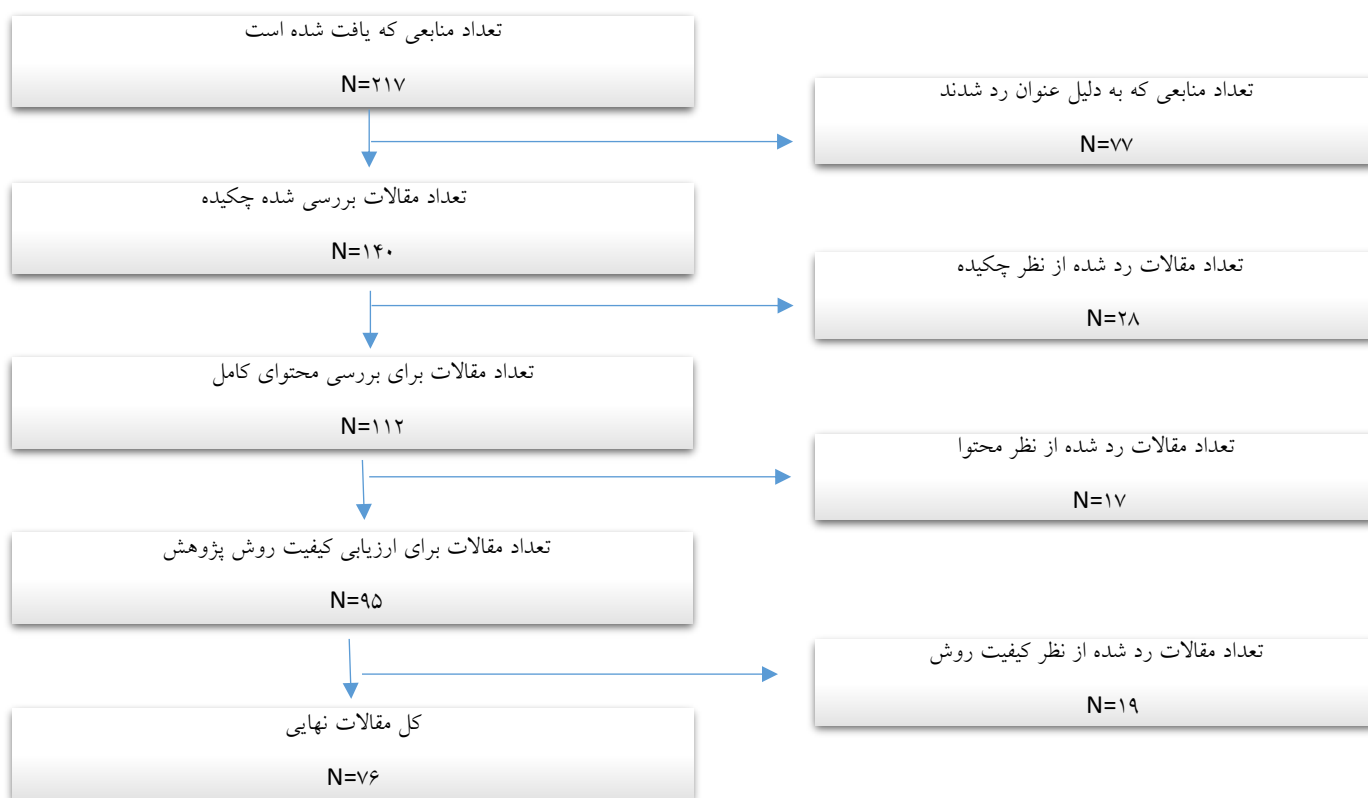 تعداد منابعی که یافت شده است
N=۲۱۷
تعداد منابعی که به دلیل عنوان رد شدند
N=۷۷
تعداد مقالات بررسی شده چکیده
N=۱۴۰
تعداد مقالات رد شده از نظر چکیده
N=۲۸
تعداد مقالات برای بررسی محتوای کامل
N=۱۱۲
تعداد مقالات رد شده از نظر محتوا
N=۱۷
تعداد مقالات برای ارزیابی کیفیت روش پژوهش
N=۹۵
تعداد مقالات رد شده از نظر کیفیت روش
N=۱۹
کل مقالات نهایی
N=۷۶